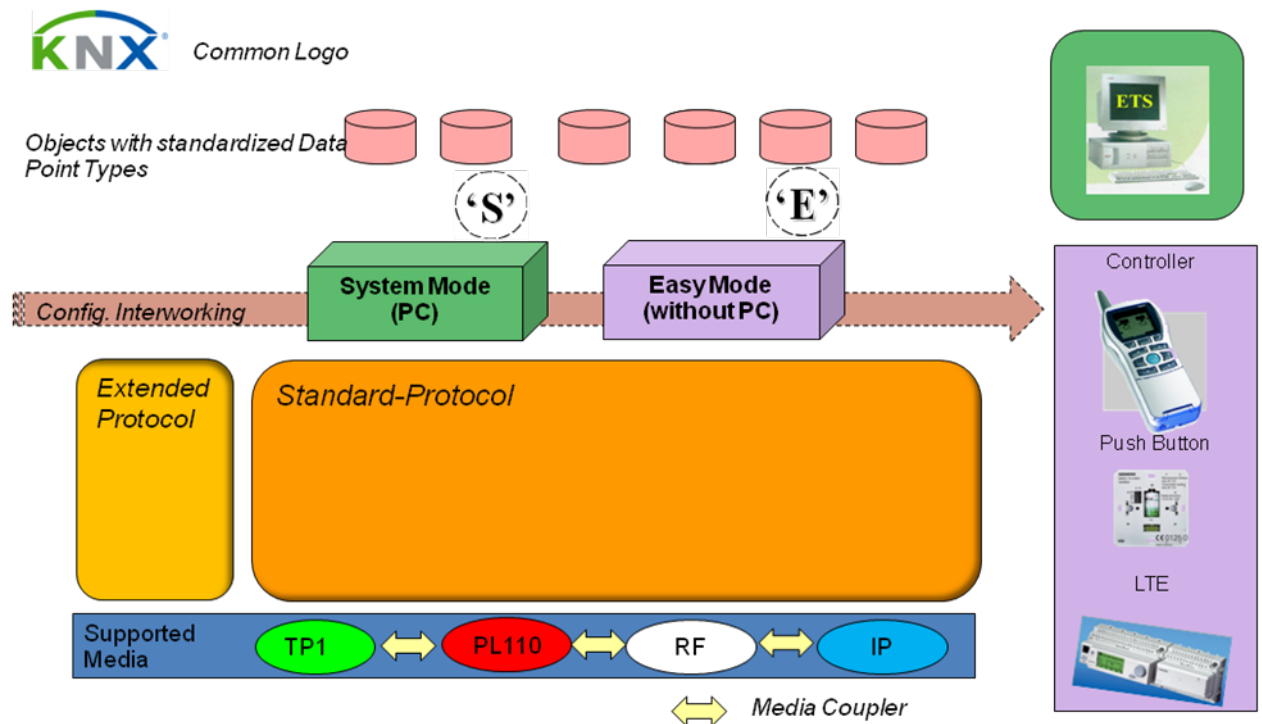 KNX®
Common Logo
Objects with standardized Data
Point Types
ETS
‘S’
‘E’
System Mode
(PC)
Easy Mode
(without PC)
Config. Interworking
Controller
Extended
Protocol
Standard-Protocol
Push Button
LTE
Supported
Media
TP1
PL110
RF
IP
Media Coupler